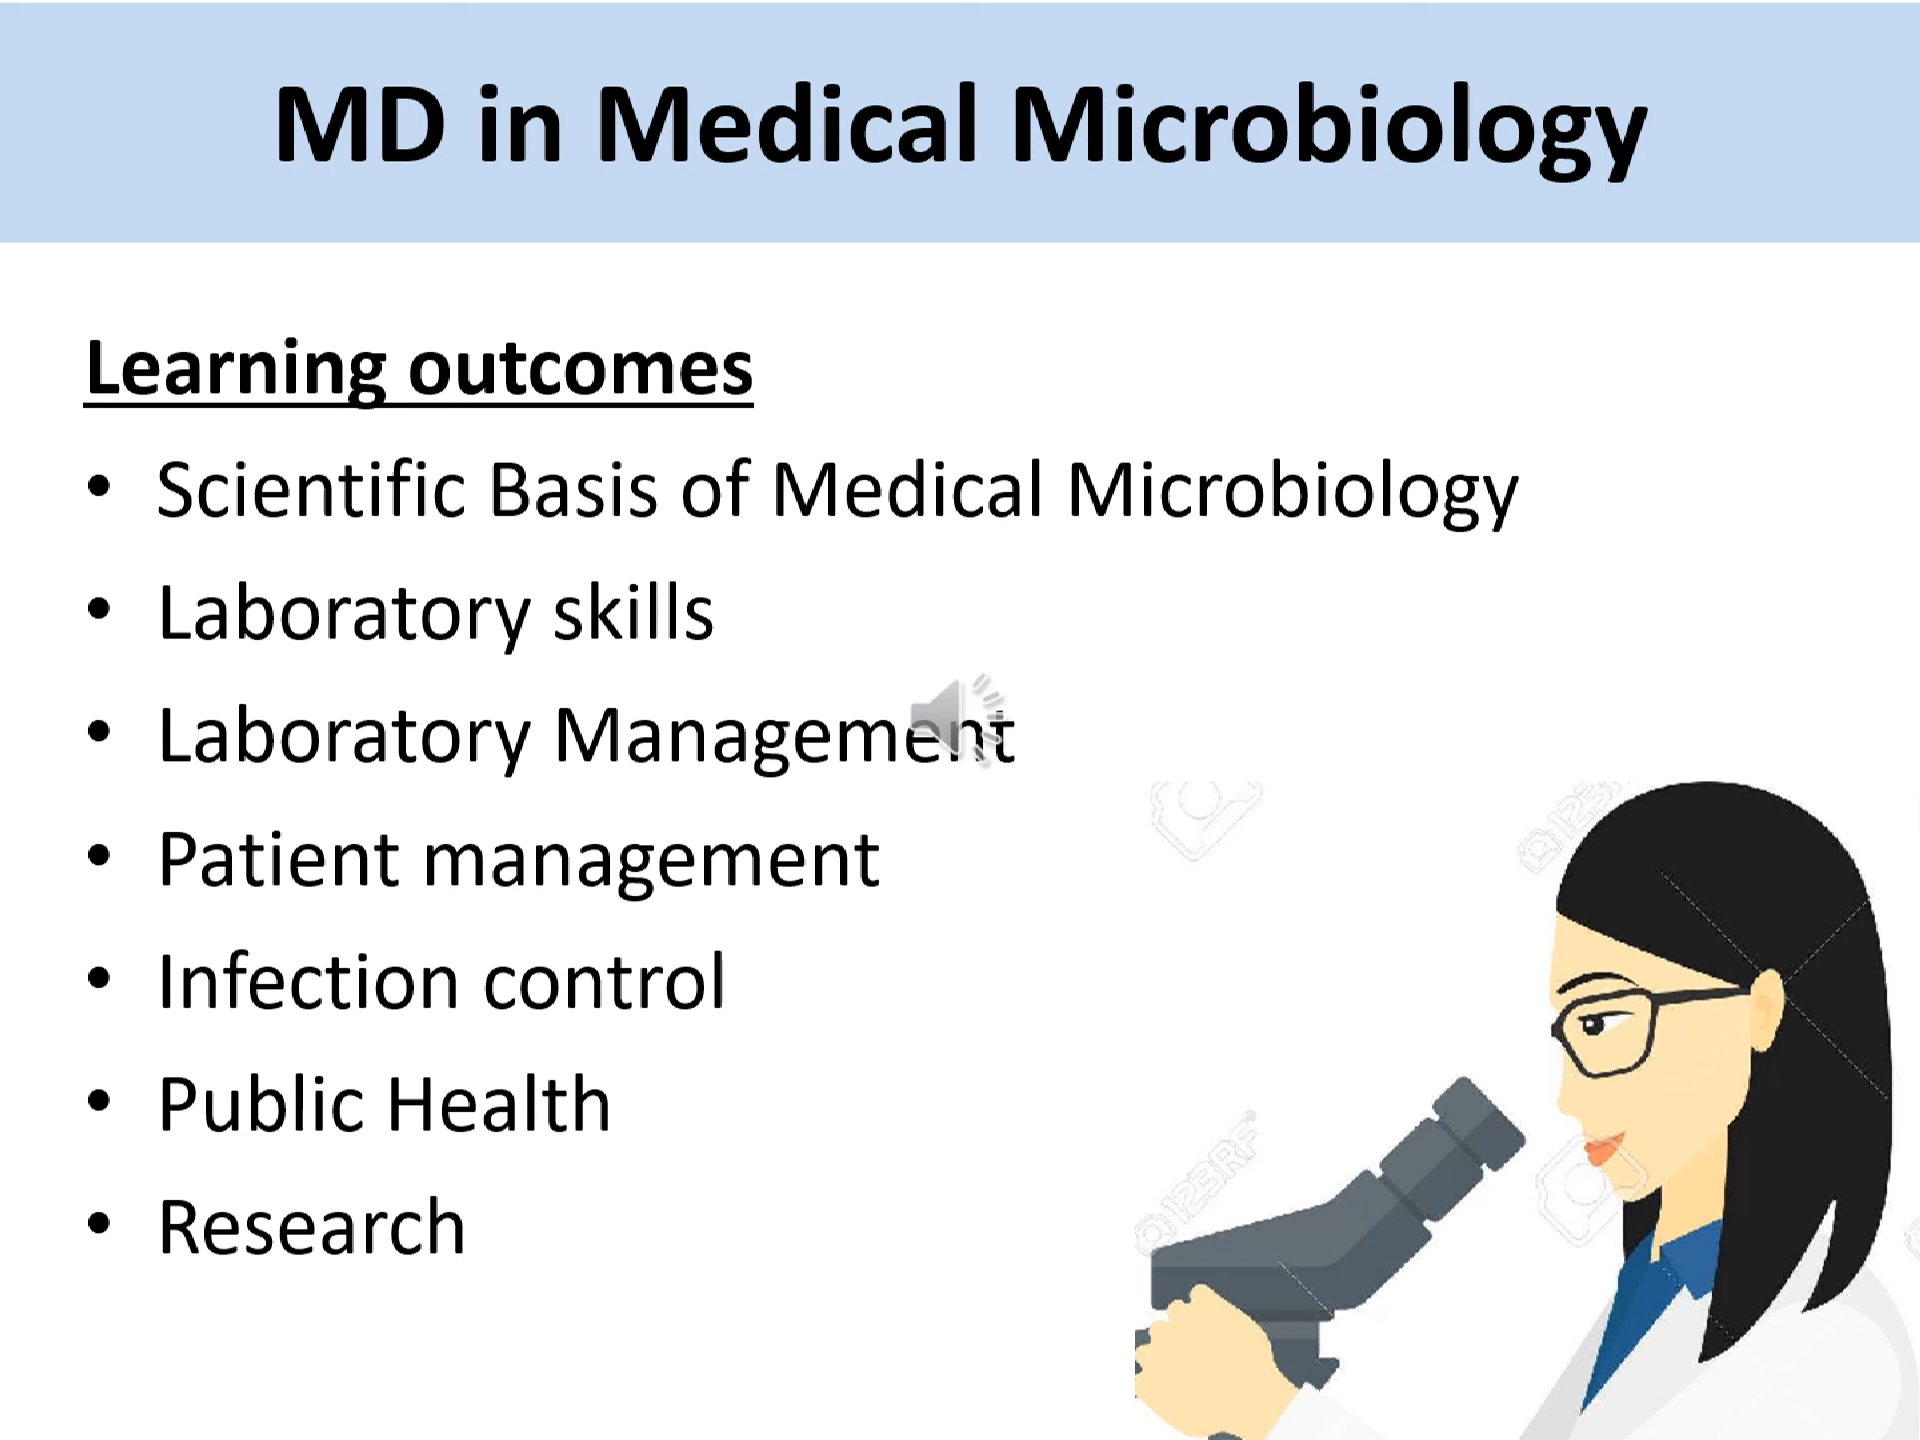 MD in Medical Microbiology
Learning outcomes
• Scientific Basis of Medical Microbiology
• Laboratory skills
• Laboratory Management
• Patient management
• Infection control
• Public Health
• Research
123RF